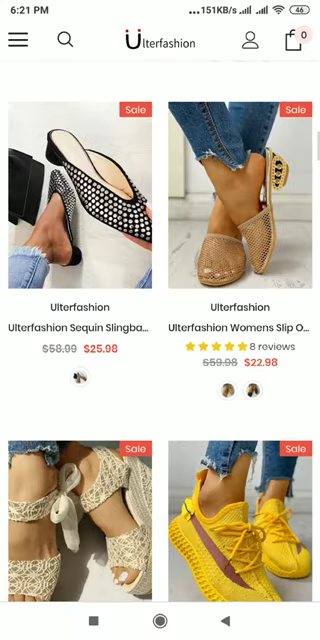 6:21 PM
...151KB/s
46
Ulterfashion
0
Sale
Sale
Ulterfashion
Ulterfashion Sequin Slingba...
$58.99 $25.98
Ulterfashion
Ulterfashion Womens Slip O...
8 reviews
$59.98 $22.98
Sale
Sale